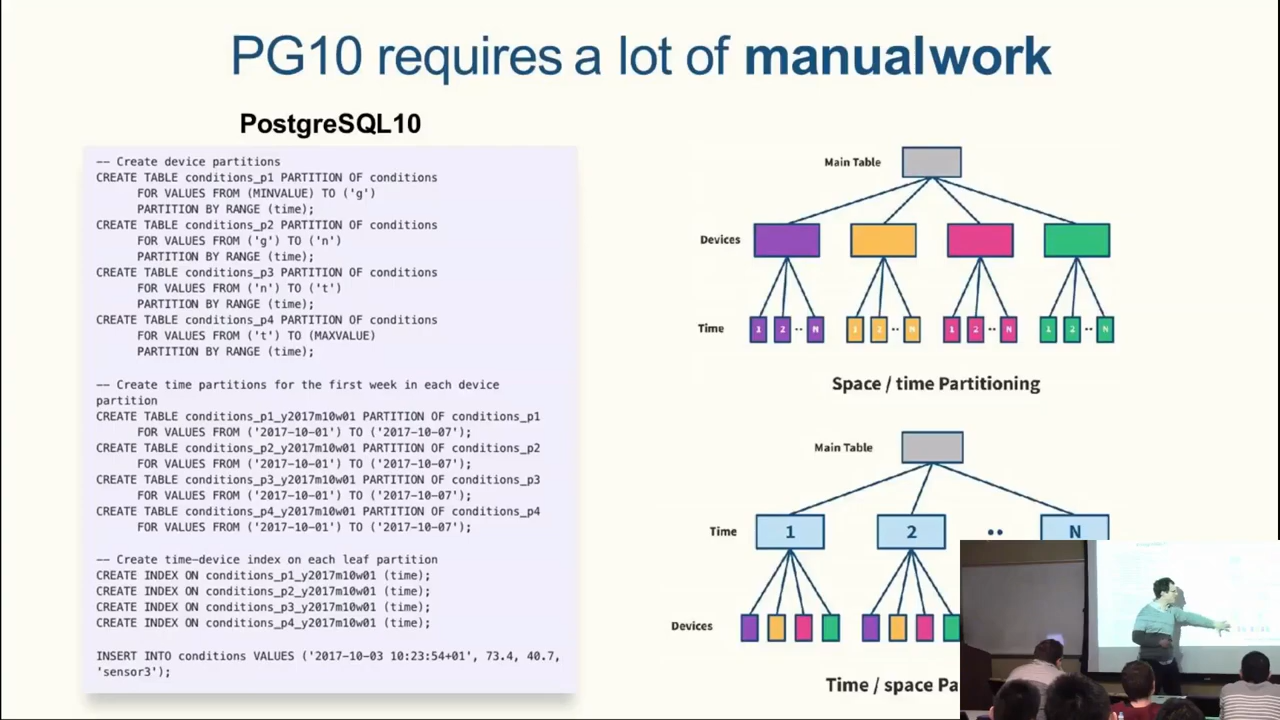 PG10 requires a lot of manual work
PostgreSQL10
-- Create device partitions
CREATE TABLE conditions_p1 PARTITION OF conditions
FOR VALUES FROM (MINVALUE) TO ('g')
PARTITION BY RANGE (time);
CREATE TABLE conditions_p2 PARTITION OF conditions
FOR VALUES FROM ('g') TO ('n')
PARTITION BY RANGE (time);
CREATE TABLE conditions_p3 PARTITION OF conditions
FOR VALUES FROM ('n') TO ('t')
PARTITION BY RANGE (time);
CREATE TABLE conditions_p4 PARTITION OF conditions
FOR VALUES FROM ('t') TO (MAXVALUE)
PARTITION BY RANGE (time);
-- Create time partitions for the first week in each device
partition
CREATE TABLE conditions_p1_y2017m10w01 PARTITION OF conditions_p1
FOR VALUES FROM ('2017-10-01') TO ('2017-10-07');
CREATE TABLE conditions_p2_y2017m10w01 PARTITION OF conditions_p2
FOR VALUES FROM ('2017-10-01') TO ('2017-10-07');
CREATE TABLE conditions_p3_y2017m10w01 PARTITION OF conditions_p3
FOR VALUES FROM ('2017-10-01') TO ('2017-10-07');
CREATE TABLE conditions_p4_y2017m10w01 PARTITION OF conditions_p4
FOR VALUES FROM ('2017-10-01') TO ('2017-10-07');
-- Create time-device index on each leaf partition
CREATE INDEX ON conditions_p1_y2017m10w01 (time);
CREATE INDEX ON conditions_p2_y2017m10w01 (time);
CREATE INDEX ON conditions_p3_y2017m10w01 (time);
CREATE INDEX ON conditions_p4_y2017m10w01 (time);
INSERT INTO conditions VALUES ('2017-10-03 10:23:54+01', 73.4, 40.7,
'sensor3');
Main Table
Devices
Time 1 2 ·· N 1 2 ·· N 1 2 ·· N 1 2 ·· N
Space / time Partitioning
Main Table
Time 1 2 ·· N
Devices
Time / space Pa